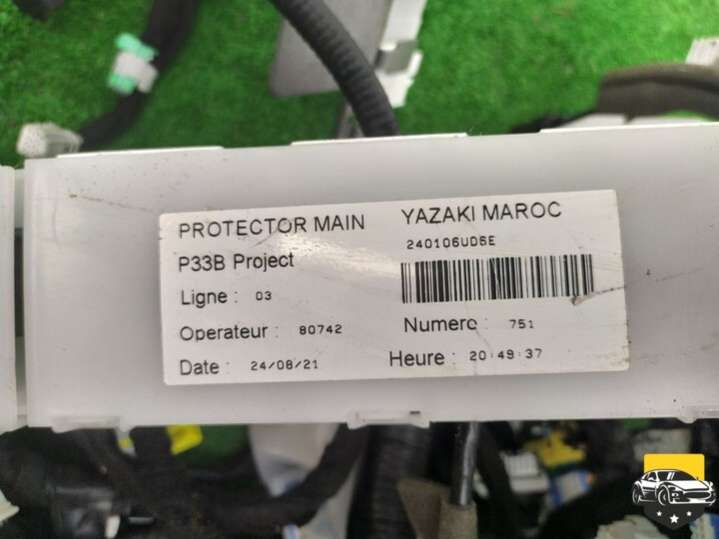 PROTECTOR MAIN YAZAKI MAROC
240106UD6E
P33B Project
Ligne : 03
Operateur : 80742 Numero : 751
Date : 24/08/21 Heure : 20:49:37